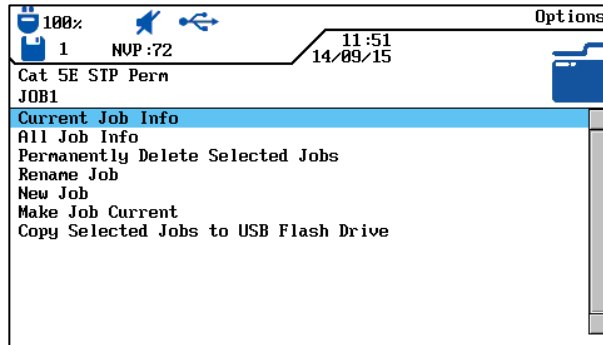 100% Options
1 NVP:72 11:51
14/09/15
Cat 5E STP Perm
JOB1
Current Job Info
All Job Info
Permanently Delete Selected Jobs
Rename Job
New Job
Make Job Current
Copy Selected Jobs to USB Flash Drive